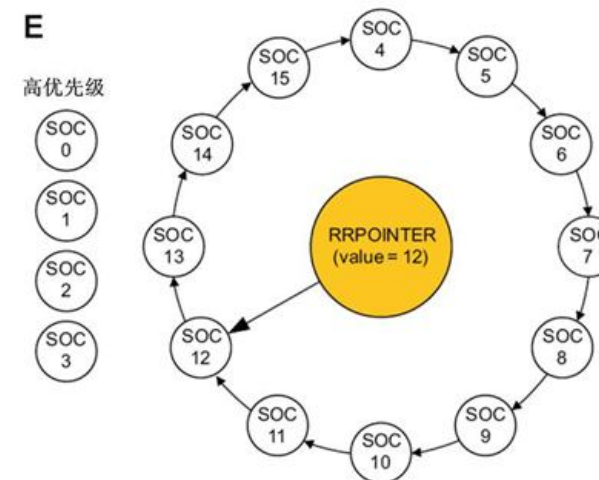 E
高优先级
SOC
0
SOC
1
SOC
2
SOC
3
SOC
4
SOC
5
SOC
6
SOC
7
SOC
8
SOC
9
SOC
10
SOC
11
SOC
12
SOC
13
SOC
14
SOC
15
RRPOINTER
(value = 12)